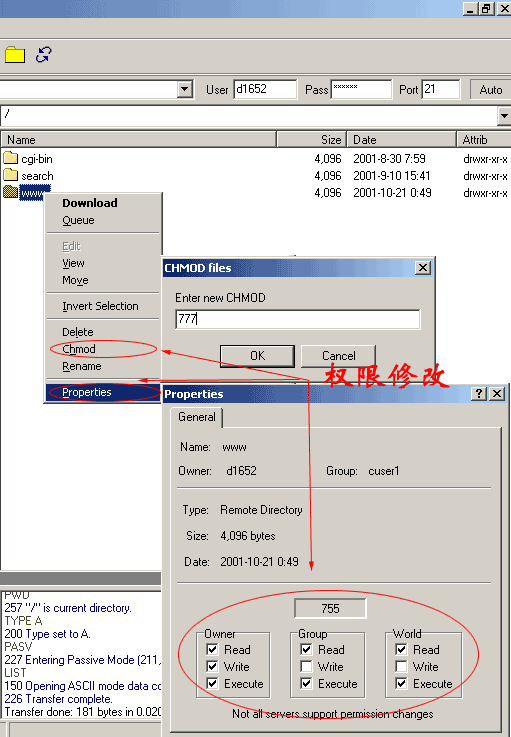 User d1652 Pass ****** Port 21 Auto
/
Name Size Date Attrib
cgi-bin 4,096 2001-8-30 7:59 drwxr-xr-x
search 4,096 2001-9-10 15:41 drwxr-xr-x
www 4,096 2001-10-21 0:49 drwxr-xr-x
Download
Queue
Edit
View
Move
Invert Selection
Delete
Chmod
Rename
Properties
CHMOD files
Enter new CHMOD
777
OK Cancel
权限修改
Properties
General
Name: www
Owner: d1652 Group: cuser1
Type: Remote Directory
Size: 4,096 bytes
Date: 2001-10-21 0:49
755
Owner Group World
Read Read Read
Write Write Write
Execute Execute Execute
Not all servers support permission changes
PWD
257 "/" is current directory.
TYPE A
200 Type set to A.
PASV
227 Entering Passive Mode (211,
LIST
150 Opening ASCII mode data co
226 Transfer complete.
Transfer done: 181 bytes in 0.020